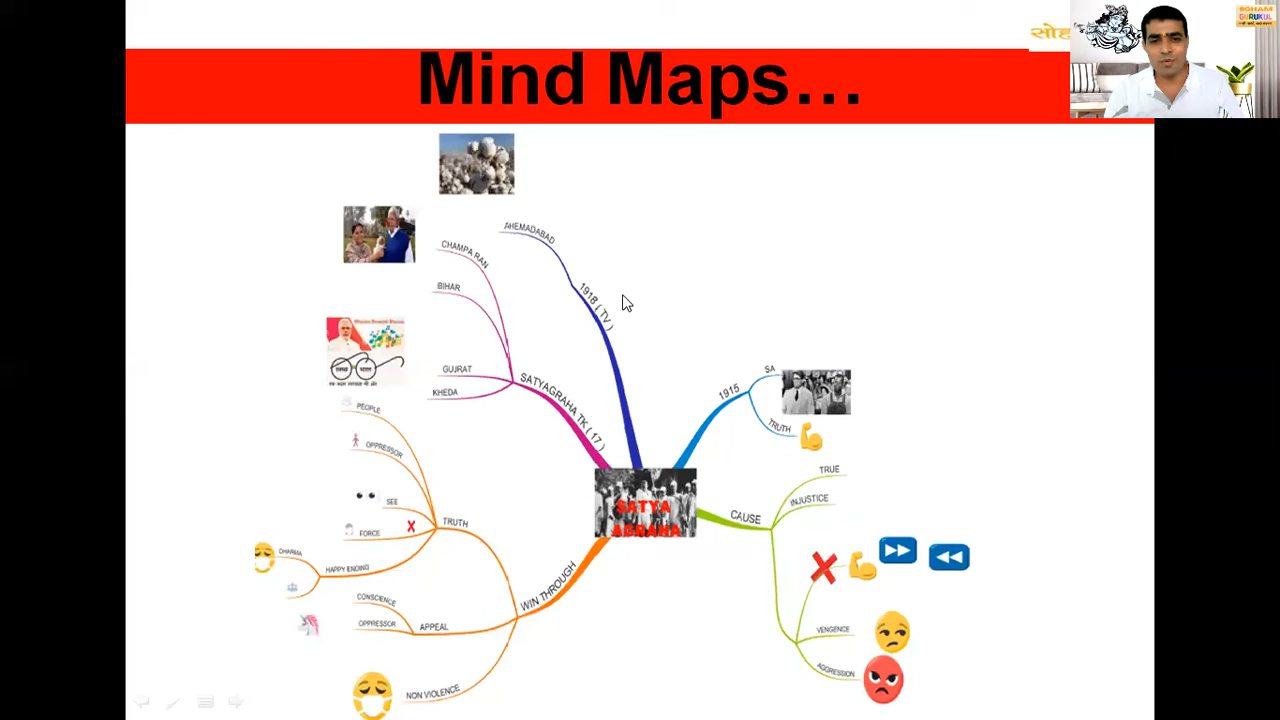 सोह
SOHAM
GURUKUL
Mind Maps...
AHEMADABAD
1918 ( TV )
CHAMPA RAN
BIHAR
GUJRAT
KHEDA
SATYAGRAHA TK ( 17 )
1915
SA
TRUTH
TRUE
INJUSTICE
CAUSE
VENGENCE
AGGRESSION
SATYA
AGRAHA
WIN THROUGH
TRUTH
PEOPLE
OPPRESSOR
SEE
FORCE
HAPPY ENDING
DHARMA
APPEAL
CONSCIENCE
OPPRESSOR
NON VIOLENCE